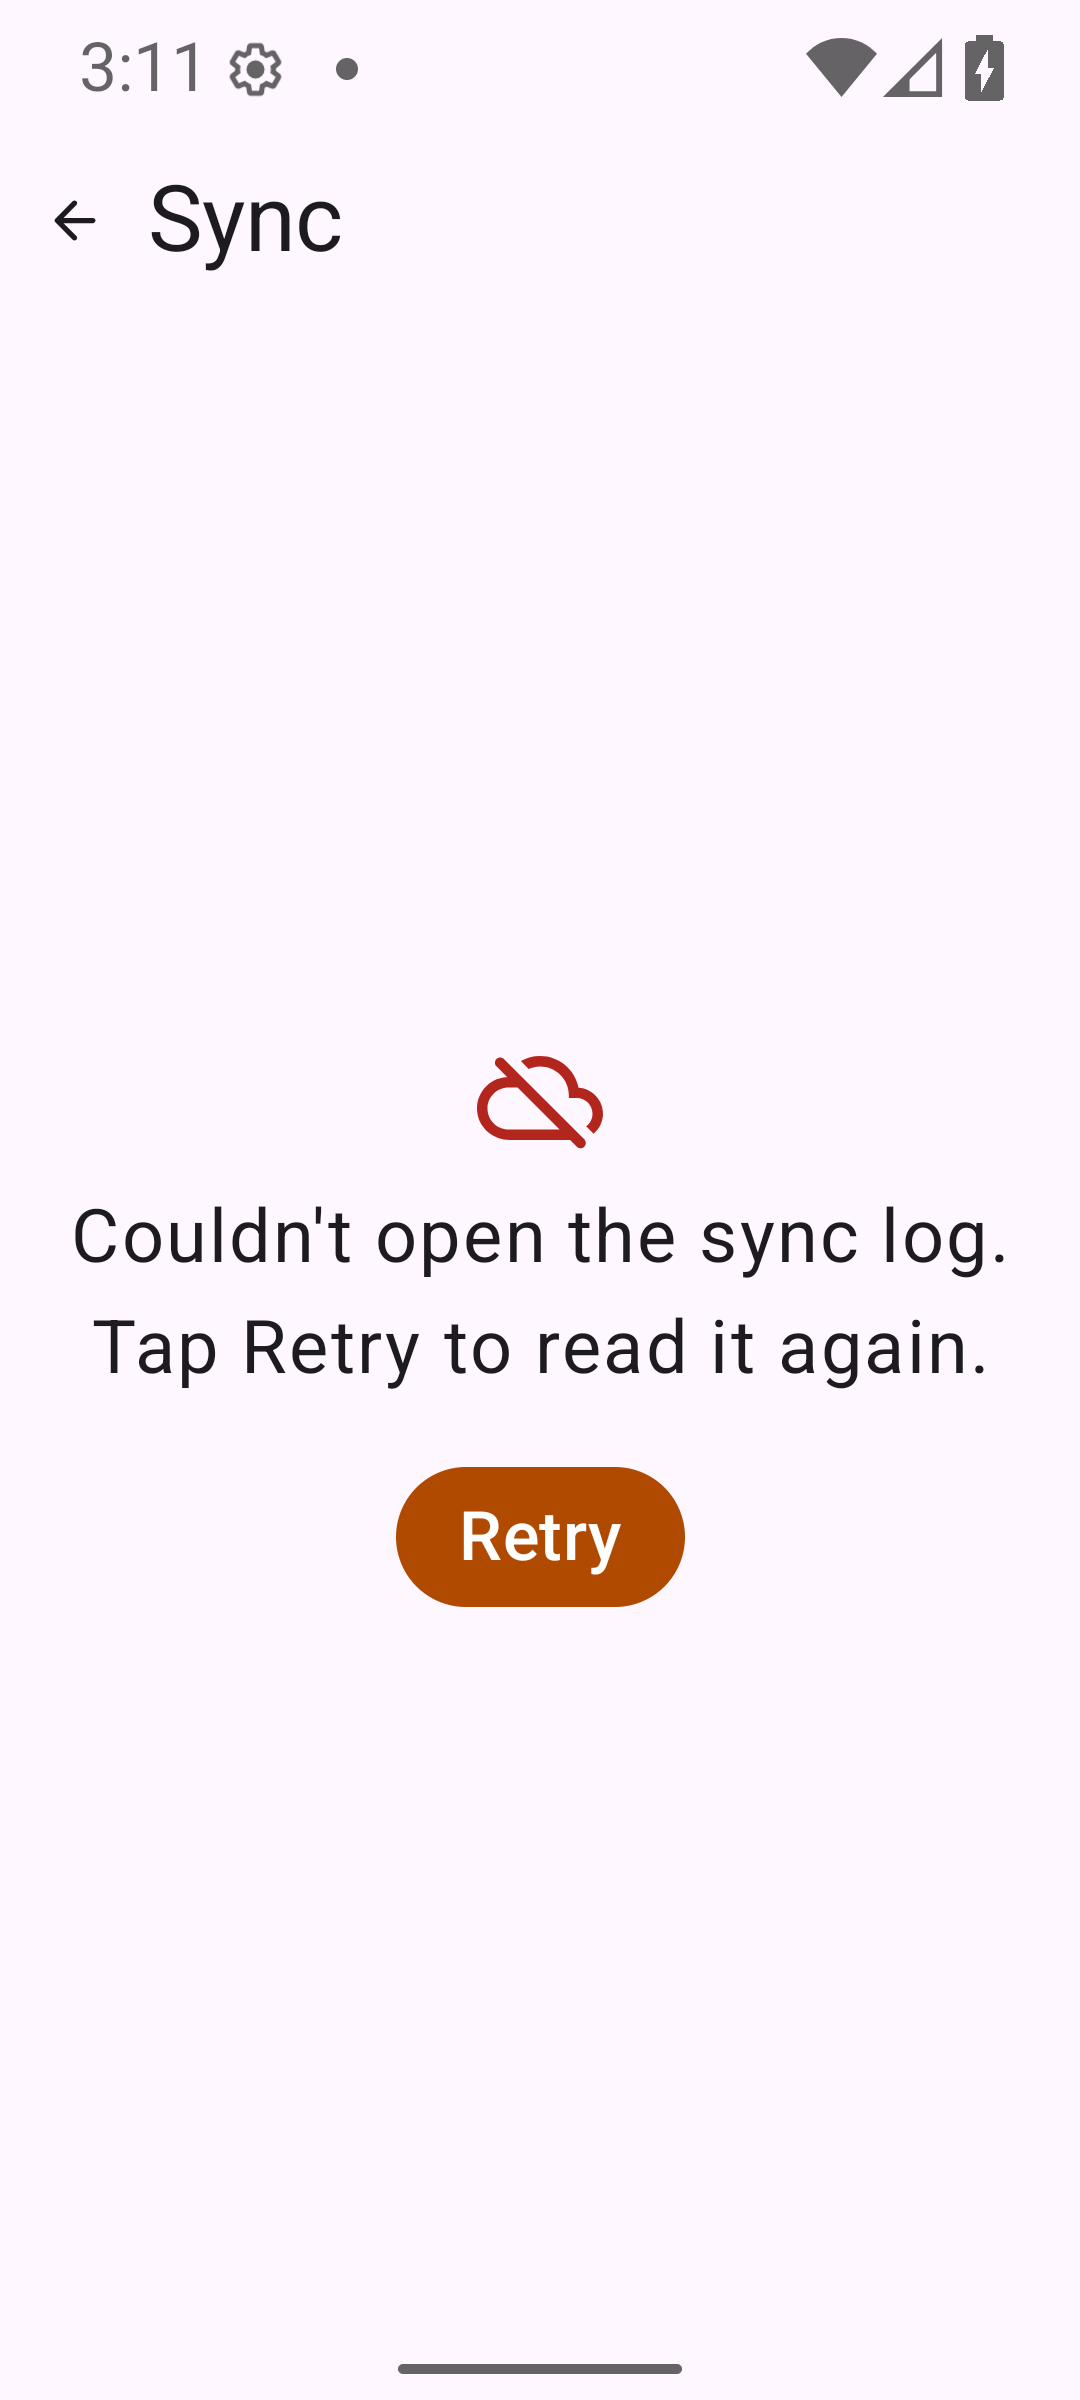 3:11
Sync
Couldn't open the sync log.
Tap Retry to read it again.
Retry